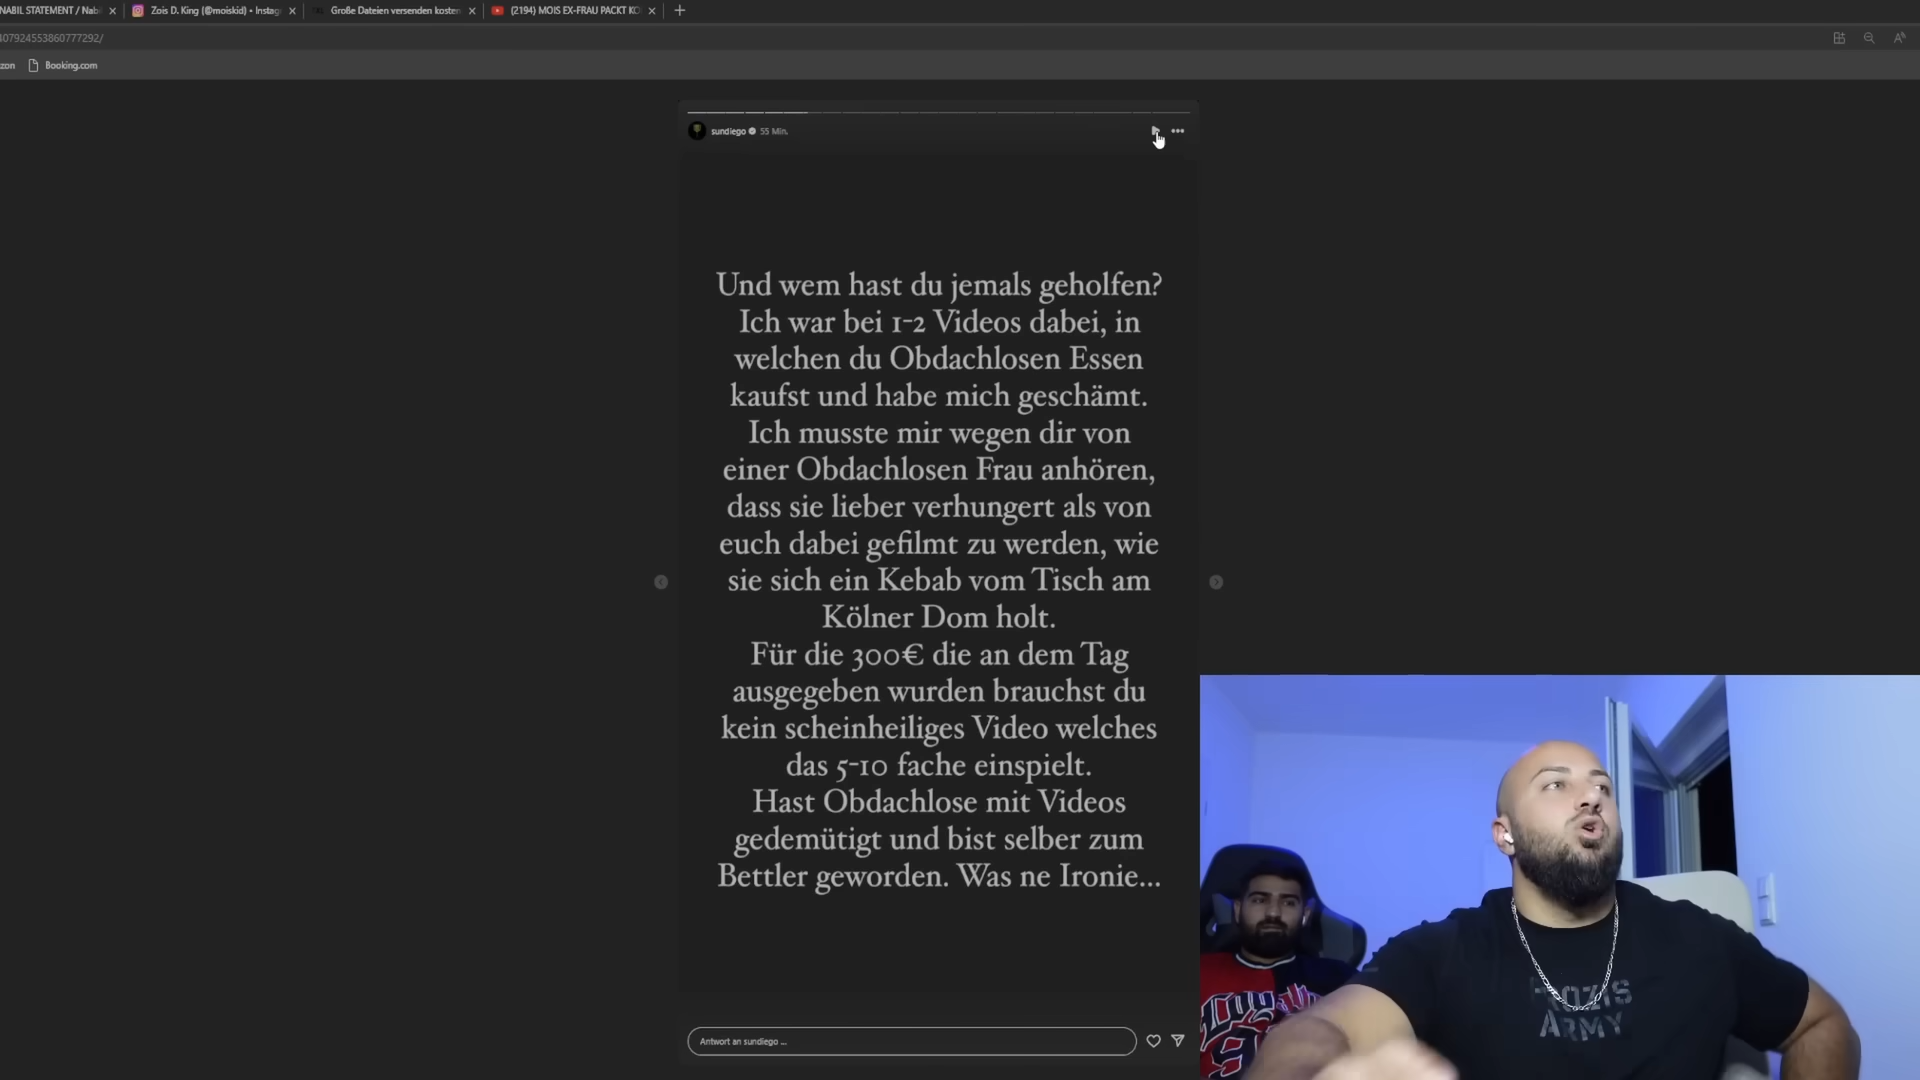 NABIL STATEMENT / Nabi
Zois D. King (@moiskid) • Instag
Große Dateien versenden kosten
(2194) MOIS EX-FRAU PACKT KO
407924553860777292/
zon
Booking.com
sundiego 55 Min.
Und wem hast du jemals geholfen?
Ich war bei 1-2 Videos dabei, in
welchen du Obdachlosen Essen
kaufst und habe mich geschämt.
Ich musste mir wegen dir von
einer Obdachlosen Frau anhören,
dass sie lieber verhungert als von
euch dabei gefilmt zu werden, wie
sie sich ein Kebab vom Tisch am
Kölner Dom holt.
Für die 300€ die an dem Tag
ausgegeben wurden brauchst du
kein scheinheiliges Video welches
das 5-10 fache einspielt.
Hast Obdachlose mit Videos
gedemütigt und bist selber zum
Bettler geworden. Was ne Ironie...
Antwort an sundiego ...
ARMY